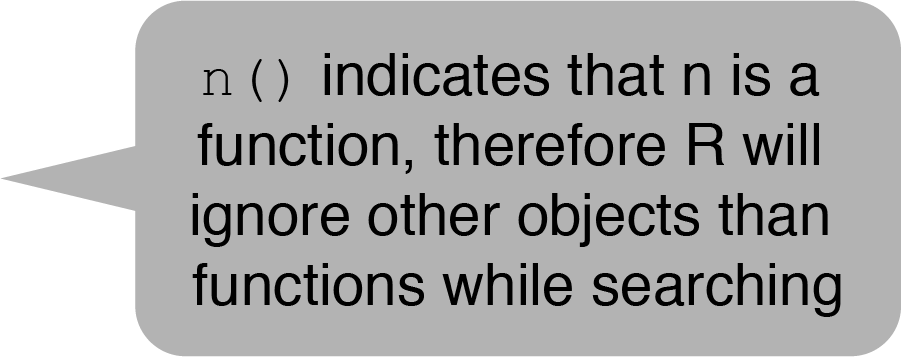 n() indicates that n is a
function, therefore R will
ignore other objects than
functions while searching